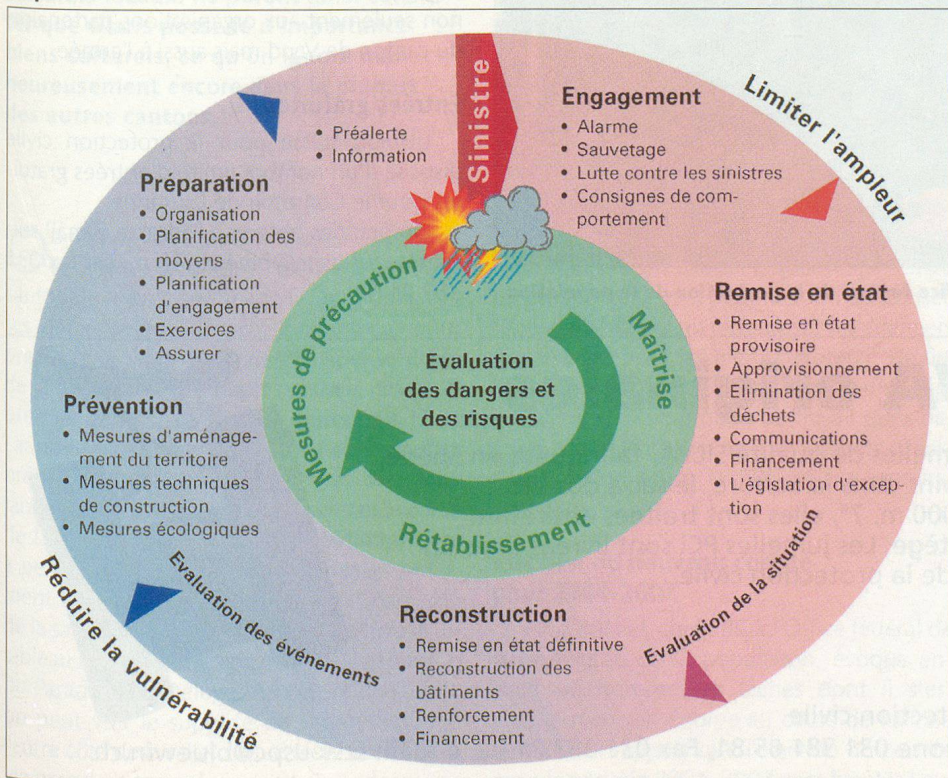 Sinistre
Engagement
• Alarme
• Sauvetage
• Lutte contre les sinistres
• Consignes de com-
portement
Limiter l'ampleur
Remise en état
• Remise en état
provisoire
• Approvisionnement
• Elimination des
déchets
• Communications
• Financement
• L'égislation d'excep-
tion
Evaluation de la situation
Reconstruction
• Remise en état définitive
• Reconstruction des
bâtiments
• Renforcement
• Financement
Evaluation des événements
Réduire la vulnérabilité
Prévention
• Mesures d'aménage-
ment du territoire
• Mesures techniques
de construction
• Mesures écologiques
Préparation
• Organisation
• Planification des
moyens
• Planification
d'engagement
• Exercices
• Assurer
• Préalerte
• Information
Mesures de précaution
Maîtrise
Rétablissement
Evaluation
des dangers et
des risques